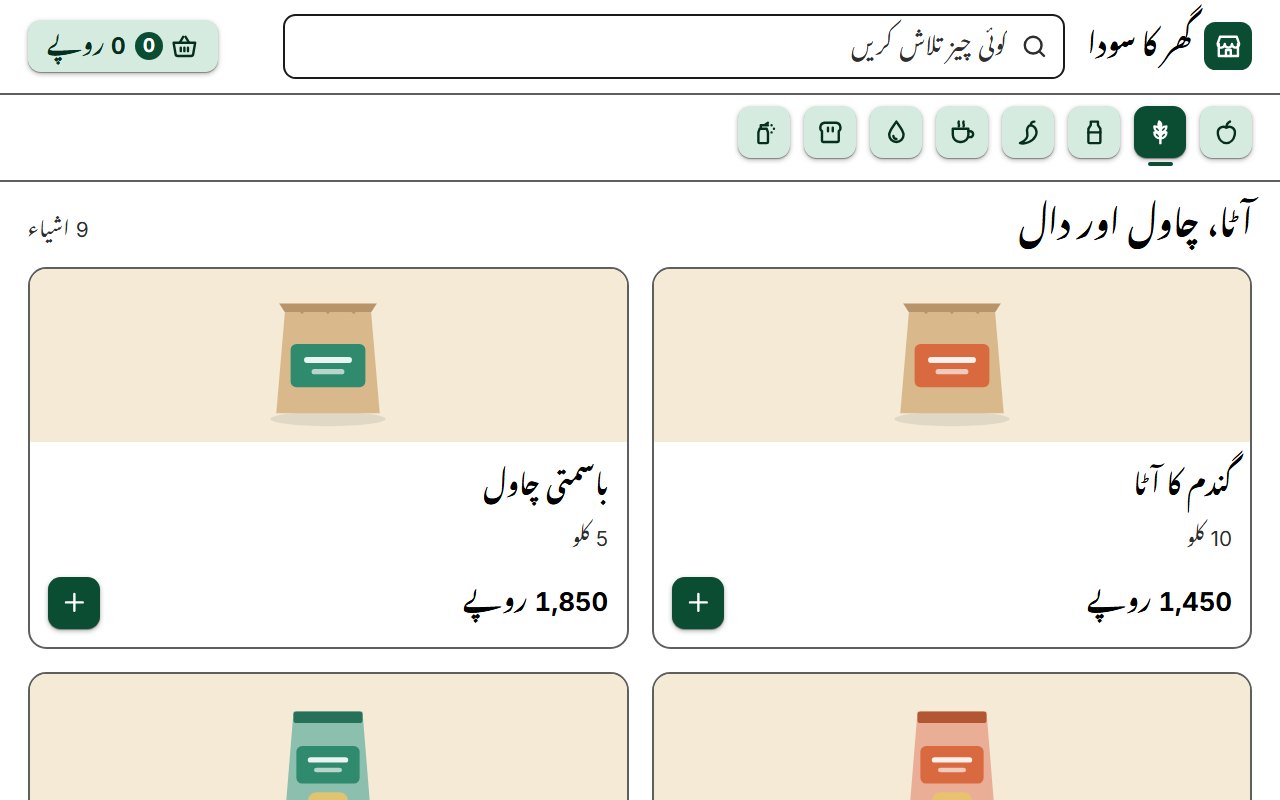 گھر کا سودا
کوئی چیز تلاش کریں
0 0 روپے
آٹا، چاول اور دال
9 اشیاء
گندم کا آٹا
10 کلو
1,450 روپے
باسمتی چاول
5 کلو
1,850 روپے